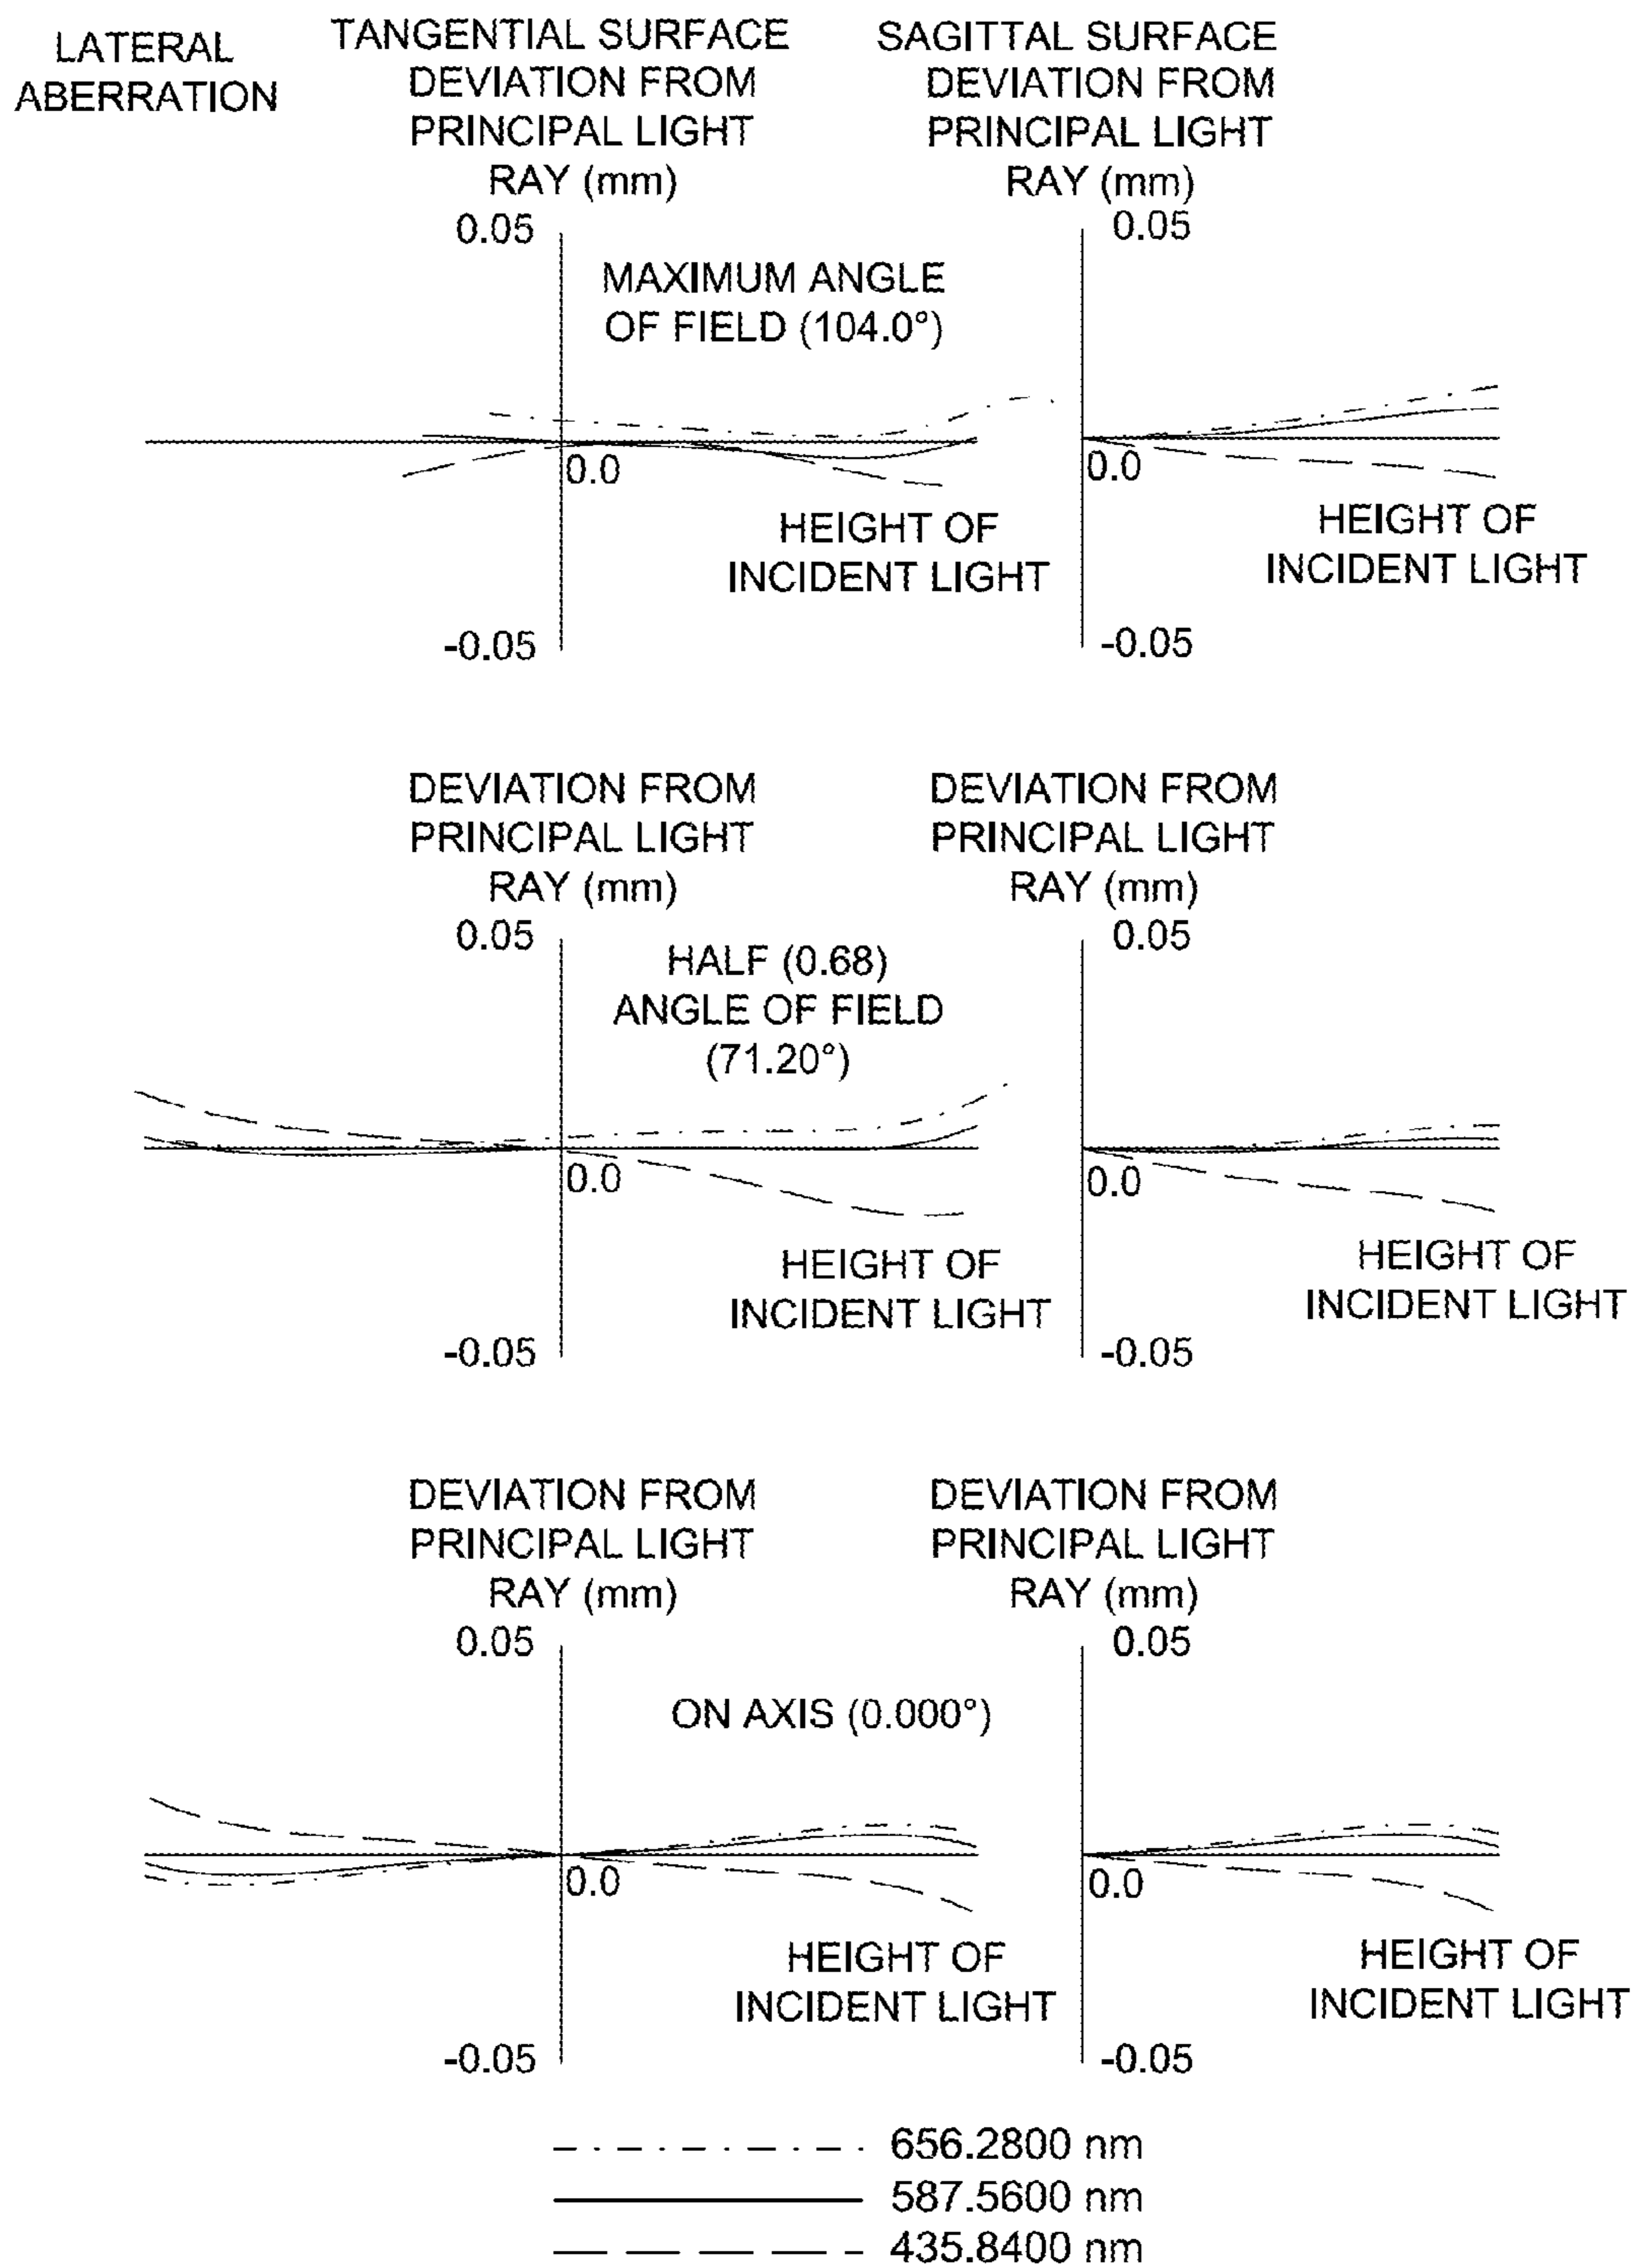 LATERAL
ABERRATION
TANGENTIAL SURFACE
DEVIATION FROM
PRINCIPAL LIGHT
RAY (mm)
SAGITTAL SURFACE
DEVIATION FROM
PRINCIPAL LIGHT
RAY (mm)
0.05
MAXIMUM ANGLE
OF FIELD (104.0°)
0.0
HEIGHT OF
INCIDENT LIGHT
-0.05
0.05
0.0
HEIGHT OF
INCIDENT LIGHT
-0.05
DEVIATION FROM
PRINCIPAL LIGHT
RAY (mm)
0.05
HALF (0.68)
ANGLE OF FIELD
(71.20°)
0.0
HEIGHT OF
INCIDENT LIGHT
-0.05
DEVIATION FROM
PRINCIPAL LIGHT
RAY (mm)
0.05
0.0
HEIGHT OF
INCIDENT LIGHT
-0.05
DEVIATION FROM
PRINCIPAL LIGHT
RAY (mm)
0.05
ON AXIS (0.000°)
0.0
HEIGHT OF
INCIDENT LIGHT
-0.05
DEVIATION FROM
PRINCIPAL LIGHT
RAY (mm)
0.05
0.0
HEIGHT OF
INCIDENT LIGHT
-0.05
656.2800 nm
587.5600 nm
435.8400 nm